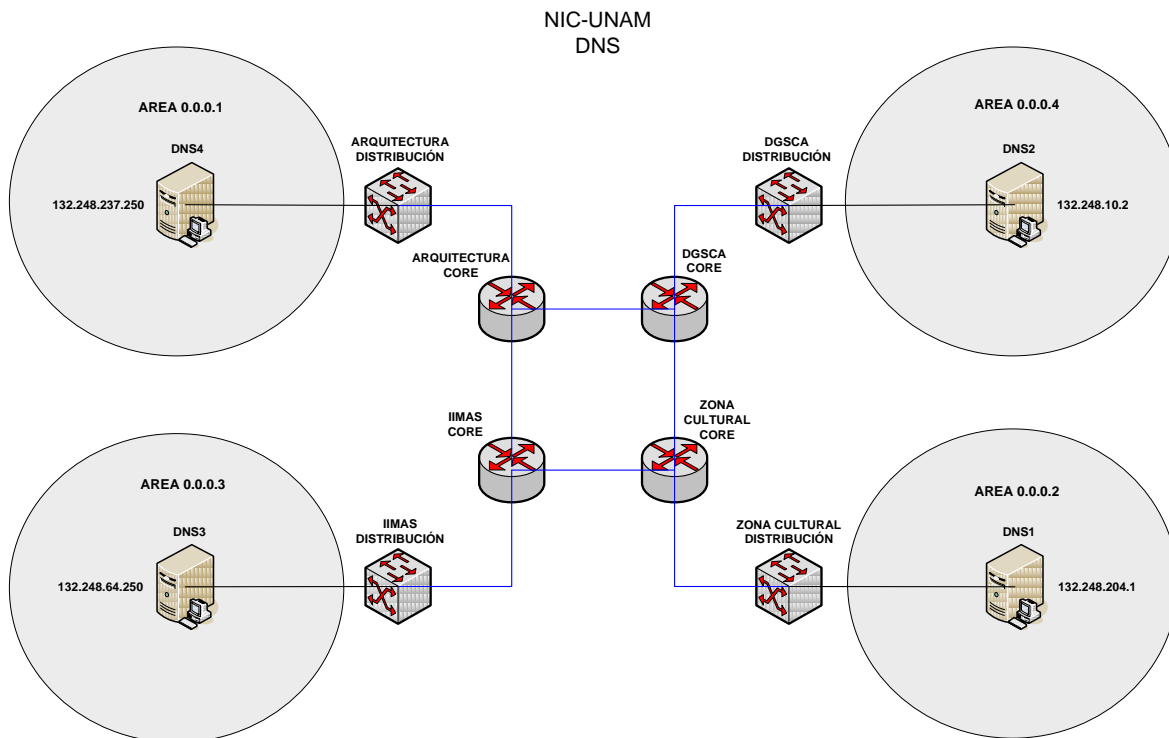 NIC-UNAM
DNS
AREA 0.0.0.1
DNS4
132.248.237.250
ARQUITECTURA
DISTRIBUCIÓN
ARQUITECTURA
CORE
DGSCA
DISTRIBUCIÓN
DGSCA
CORE
AREA 0.0.0.4
DNS2
132.248.10.2
AREA 0.0.0.3
DNS3
132.248.64.250
IIMAS
CORE
IIMAS
DISTRIBUCIÓN
ZONA
CULTURAL
CORE
ZONA CULTURAL
DISTRIBUCIÓN
AREA 0.0.0.2
DNS1
132.248.204.1